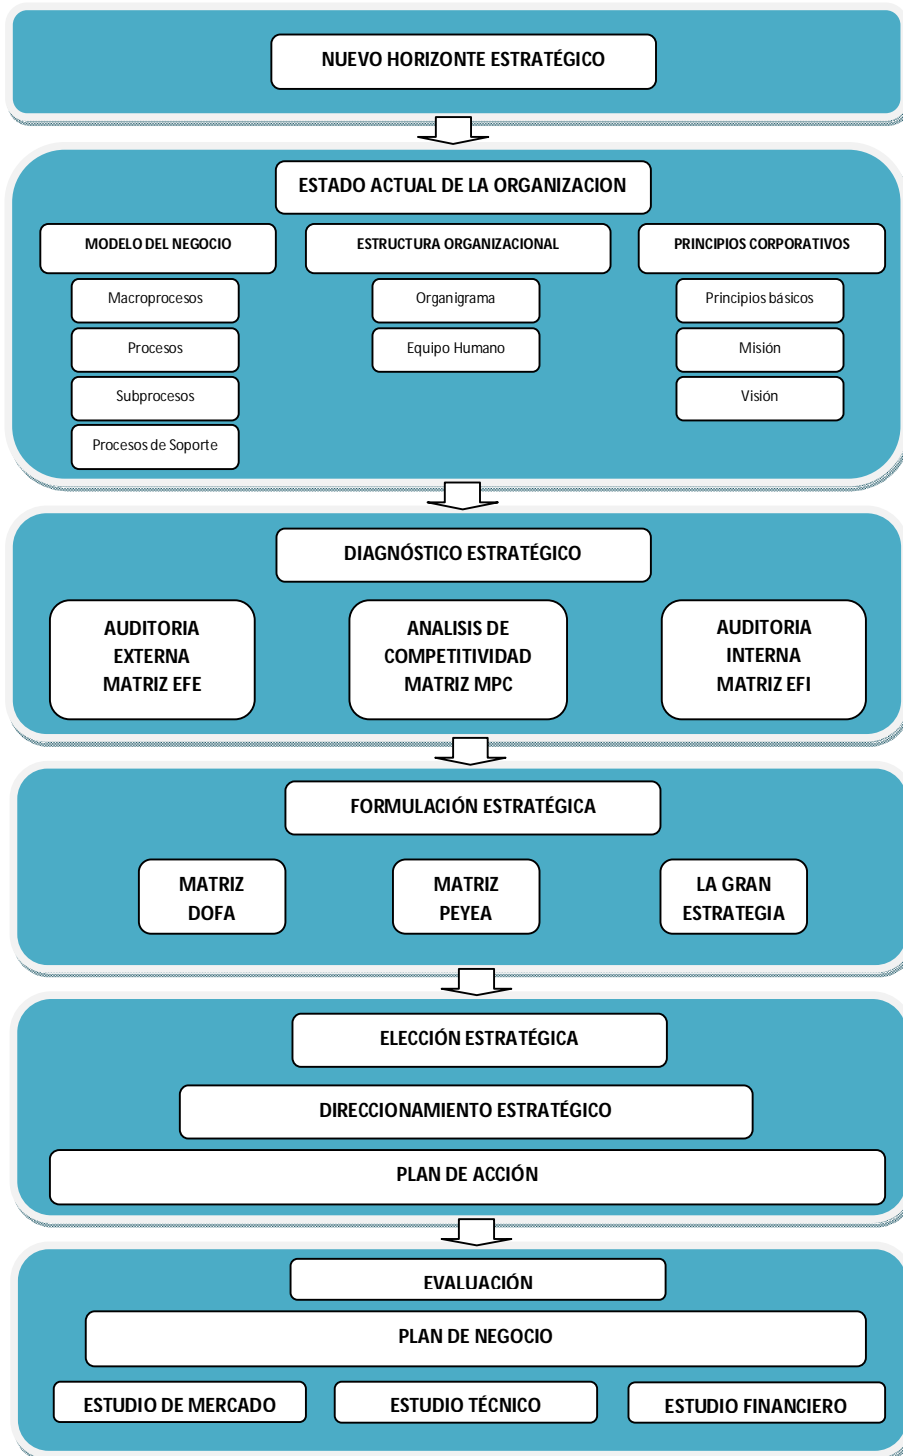 NUEVO HORIZONTE ESTRATÉGICO
ESTADO ACTUAL DE LA ORGANIZACION
MODELO DEL NEGOCIO
Macroprocesos
Procesos
Subprocesos
Procesos de Soporte
ESTRUCTURA ORGANIZACIONAL
Organigrama
Equipo Humano
PRINCIPIOS CORPORATIVOS
Principios básicos
Misión
Visión
DIAGNÓSTICO ESTRATÉGICO
AUDITORIA
EXTERNA
MATRIZ EFE
ANALISIS DE
COMPETITIVIDAD
MATRIZ MPC
AUDITORIA
INTERNA
MATRIZ EFI
FORMULACIÓN ESTRATÉGICA
MATRIZ
DOFA
MATRIZ
PEYEA
LA GRAN
ESTRATEGIA
ELECCIÓN ESTRATÉGICA
DIRECCIONAMIENTO ESTRATÉGICO
PLAN DE ACCIÓN
EVALUACIÓN
PLAN DE NEGOCIO
ESTUDIO DE MERCADO
ESTUDIO TÉCNICO
ESTUDIO FINANCIERO